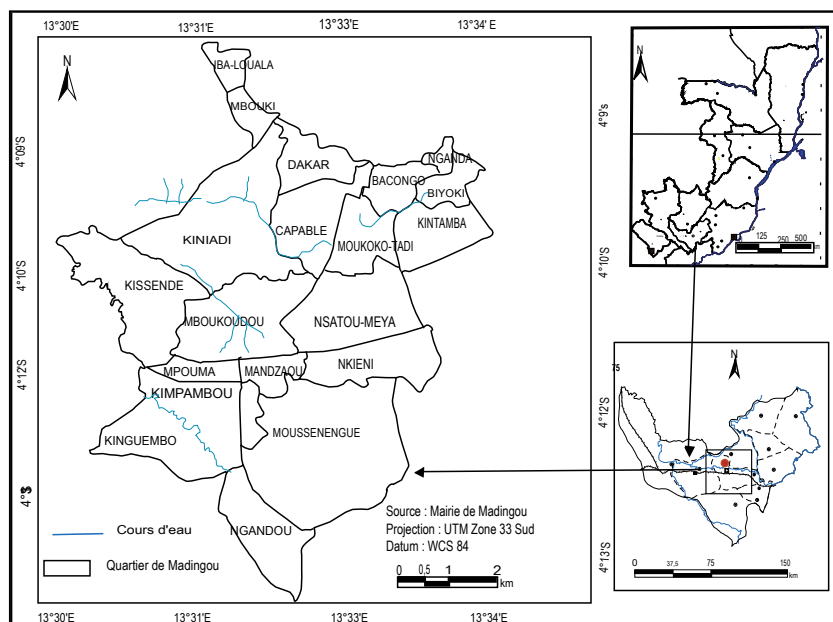 13°30'E 13°31'E 13°33'E 13°34' E
N
IBA-LOUALA
MBOUKI
DAKAR
NGANDA
BACONGO
BIYOKI
CAPABLE
KINTAMBA
KINIADI
MOUKOKO-TADI
KISSENDE
MBOUKOUDOU
NSATOU-MEYA
NKIENI
MPOUMA
MANDZAOU
KIMPAMBOU
KINGUEMBO
MOUSSENENGUE
NGANDOU
4°09'S
4°10'S
4°12'S
Cours d'eau
Quartier de Madingou
Source : Mairie de Madingou
Projection : UTM Zone 33 Sud
Datum : WCS 84
0 0,5 1 2
km
13°30'E 13°31'E 13°33'E 13°34'E
4°9's
4°10'S
4°12'S
4°13'S
N
125 250 500
m
75
N
0 37,5 75 150
km